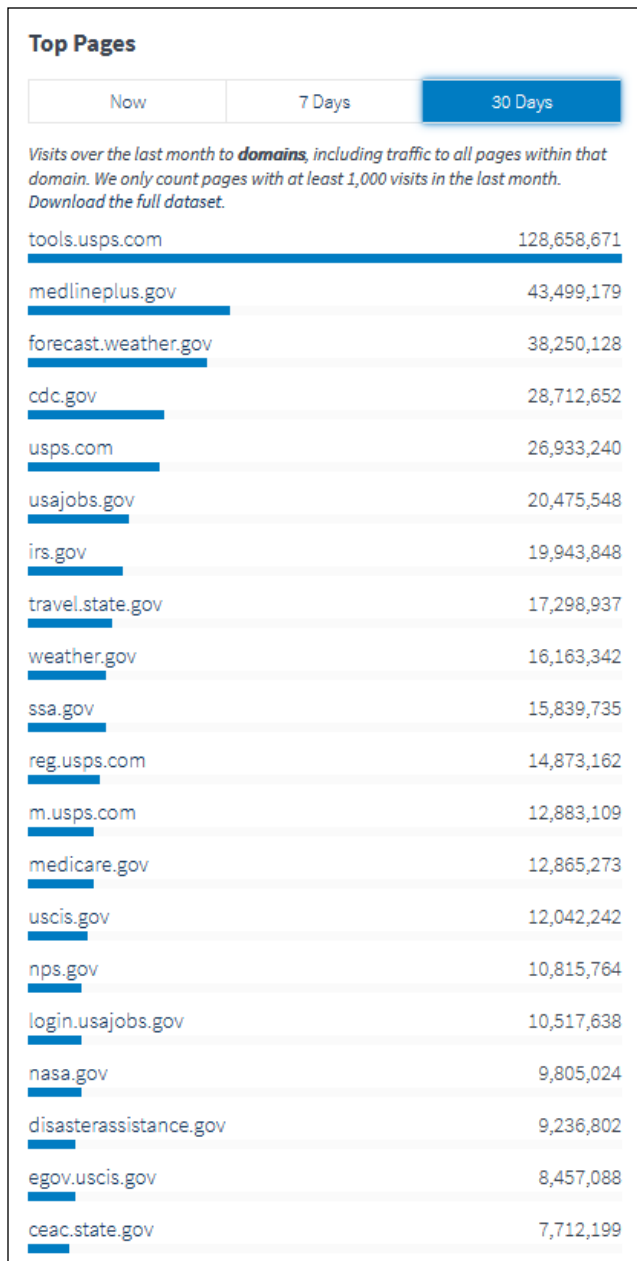 Top Pages
Now 7 Days 30 Days
Visits over the last month to domains, including traffic to all pages within that
domain. We only count pages with at least 1,000 visits in the last month.
Download the full dataset.
tools.usps.com 128,658,671
medlineplus.gov 43,499,179
forecast.weather.gov 38,250,128
cdc.gov 28,712,652
usps.com 26,933,240
usajobs.gov 20,475,548
irs.gov 19,943,848
travel.state.gov 17,298,937
weather.gov 16,163,342
ssa.gov 15,839,735
reg.usps.com 14,873,162
m.usps.com 12,883,109
medicare.gov 12,865,273
uscis.gov 12,042,242
nps.gov 10,815,764
login.usajobs.gov 10,517,638
nasa.gov 9,805,024
disasterassistance.gov 9,236,802
egov.uscis.gov 8,457,088
ceac.state.gov 7,712,199